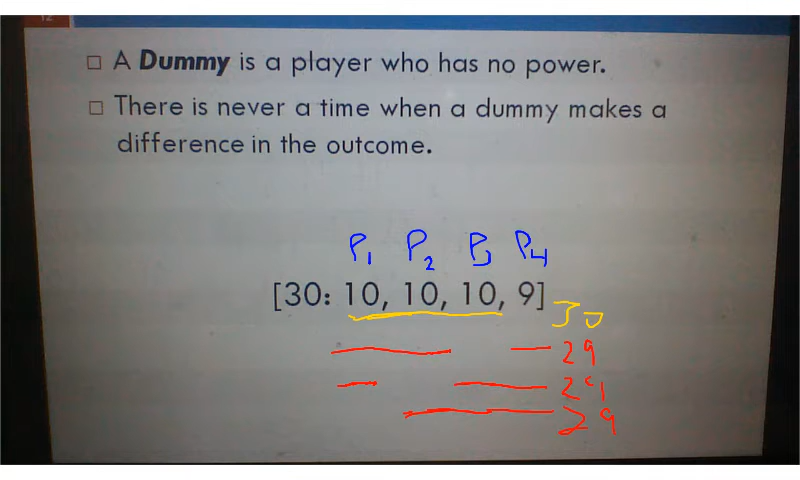 12
□ A Dummy is a player who has no power.
□ There is never a time when a dummy makes a
difference in the outcome.
P1 P2 P3 P4
[30: 10, 10, 10, 9]
30
29
29
29